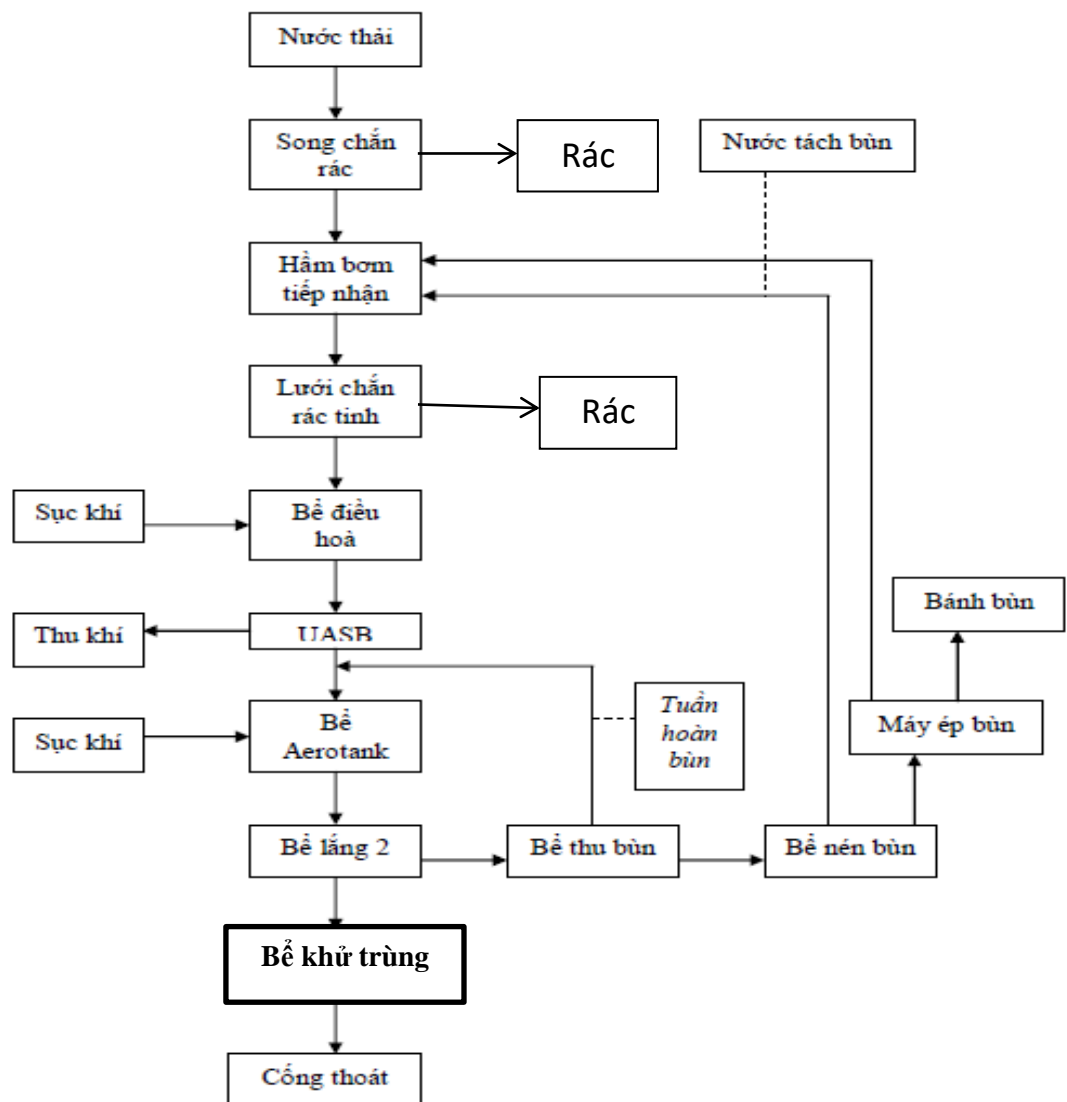 Nước thải
Song chắn
rác
Rác
Nước tách bùn
Hầm bơm
tiếp nhận
Lưới chắn
rác tinh
Rác
Sục khí
Bể điều
hoà
Thu khí
UASB
Bánh bùn
Sục khí
Bể
Aerotank
Tuần
hoàn
bùn
Máy ép bùn
Bể lắng 2
Bể thu bùn
Bể nén bùn
Bể khử trùng
Cống thoát